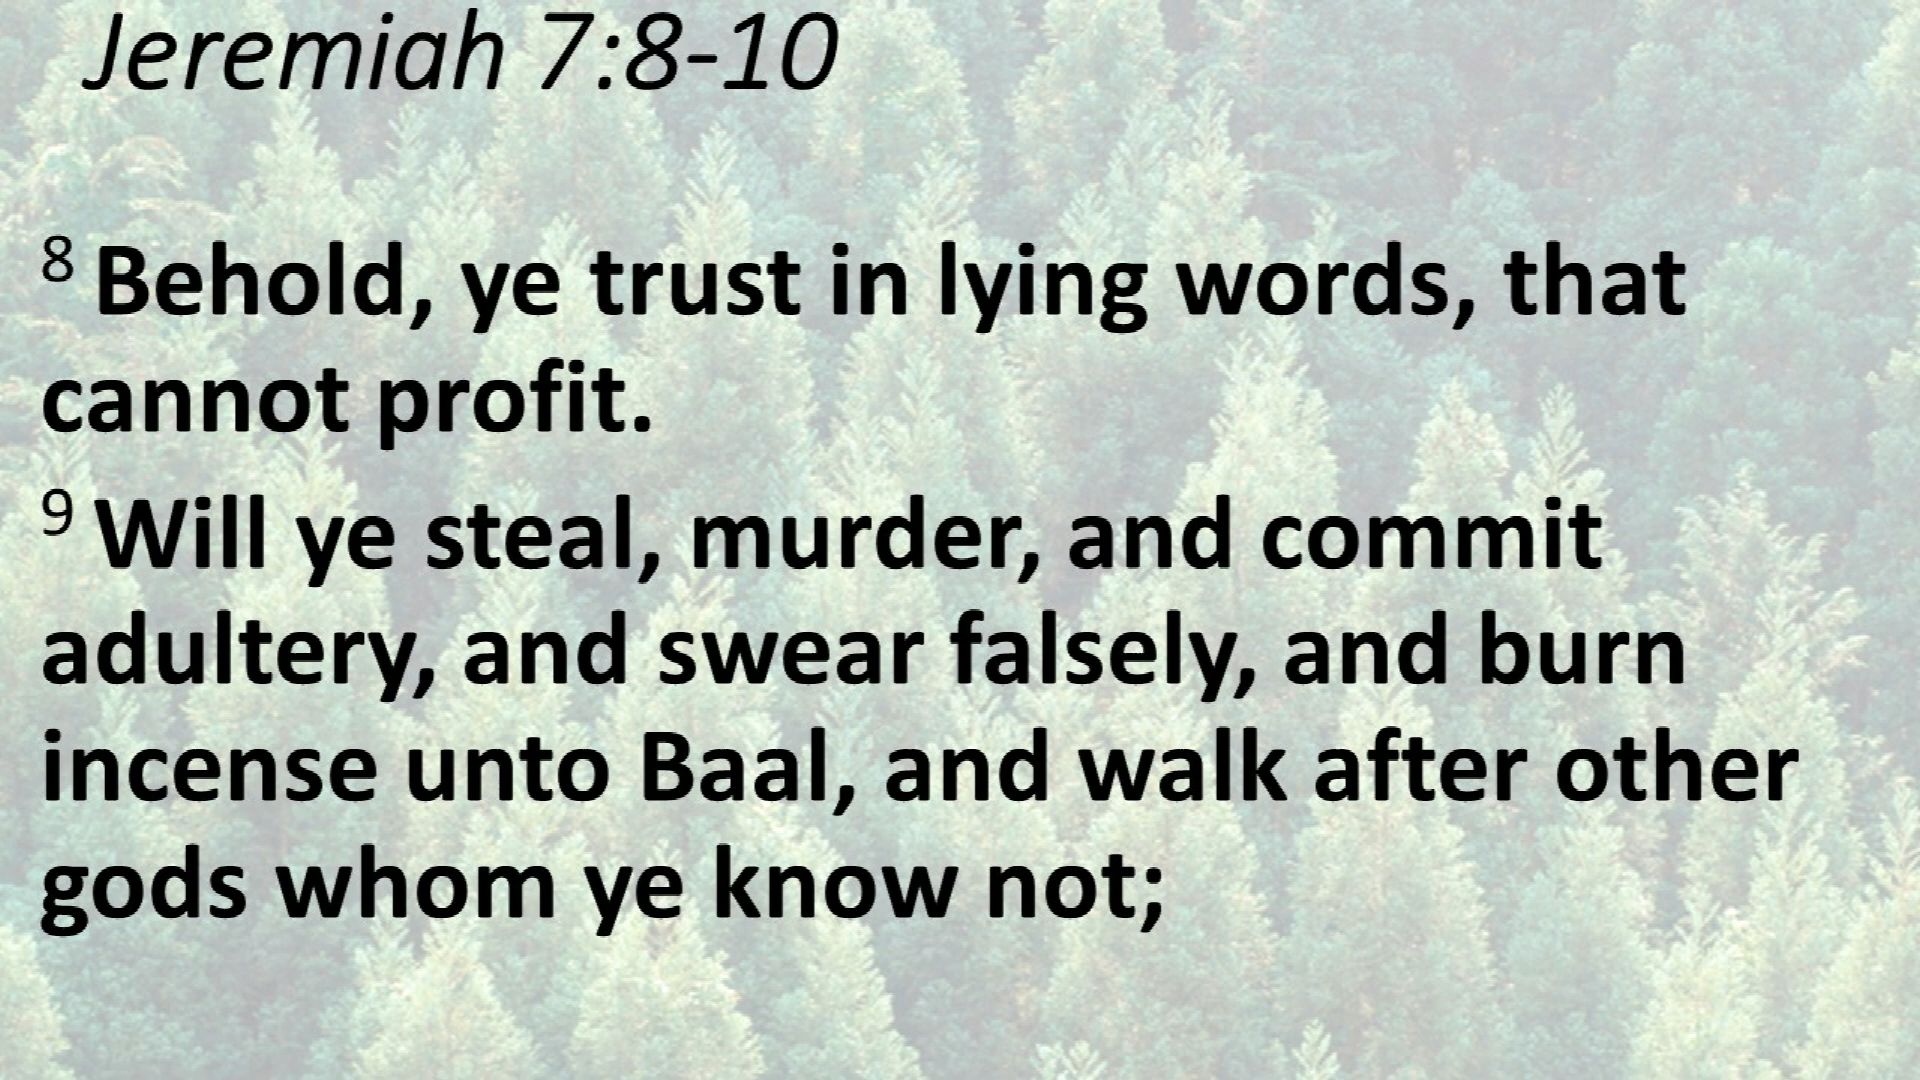 Jeremiah 7:8-10
8 Behold, ye trust in lying words, that
cannot profit.
9 Will ye steal, murder, and commit
adultery, and swear falsely, and burn
incense unto Baal, and walk after other
gods whom ye know not;